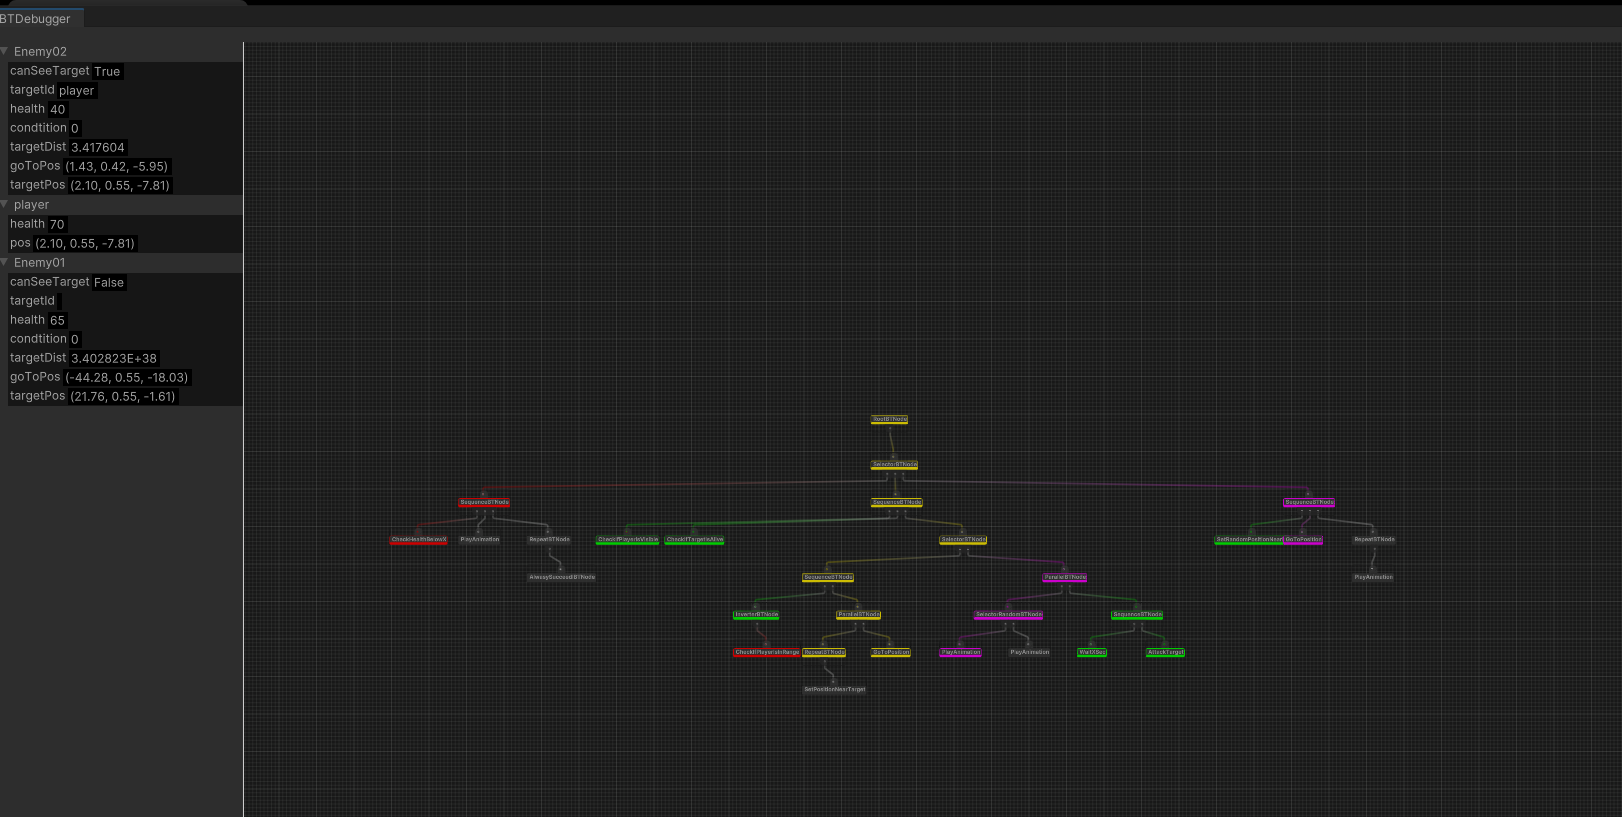 BTDebugger
Enemy02
canSeeTarget True
targetId player
health 40
condtition 0
targetDist 3.417604
goToPos (1.43, 0.42, -5.95)
targetPos (2.10, 0.55, -7.81)
player
health 70
pos (2.10, 0.55, -7.81)
Enemy01
canSeeTarget False
targetId
health 65
condtition 0
targetDist 3.402823E+38
goToPos (-44.28, 0.55, -18.03)
targetPos (21.76, 0.55, -1.61)
RootBTNode
SelectorBTNode
SequenceBTNode SequenceBTNode SequenceBTNode
CheckHealthBelowX PlayAnimation RepeatBTNode CheckIfPlayerIsVisible CheckIfTargetIsAlive SelectorBTNode SetRandomPositionNear GoToPosition RepeatBTNode
AlwaysSucceedBTNode SequenceBTNode ParallelBTNode PlayAnimation
InverterBTNode ParallelBTNode SelectorRandomBTNode SequenceBTNode
CheckIfPlayerIsInRange RepeatBTNode GoToPosition PlayAnimation PlayAnimation WaitXSec AttackTarget
SetPositionNearTarget